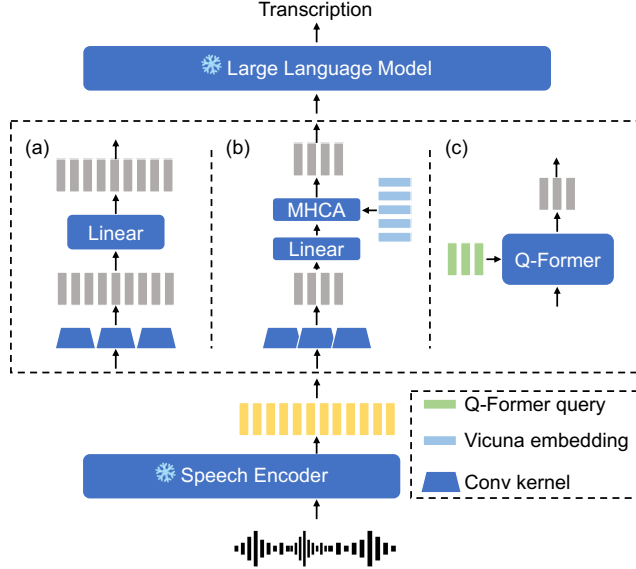 Transcription
Large Language Model
(a)
(b)
(c)
MHCA
Linear
Linear
Q-Former
Q-Former query
Vicuna embedding
Conv kernel
Speech Encoder